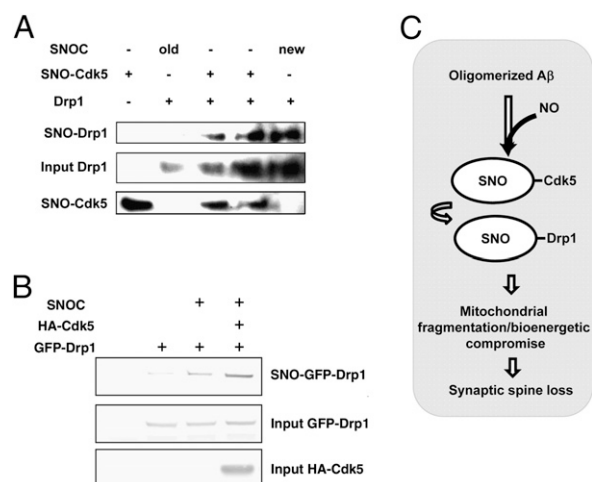 A
SNOC - old - - new
SNO-Cdk5 + - + + -
Drp1 - + + + +
SNO-Drp1
Input Drp1
SNO-Cdk5
B
SNOC + +
HA-Cdk5 +
GFP-Drp1 + + +
SNO-GFP-Drp1
Input GFP-Drp1
Input HA-Cdk5
C
Oligomerized Aβ
NO
SNO Cdk5
SNO Drp1
Mitochondrial
fragmentation/bioenergetic
compromise
Synaptic spine loss